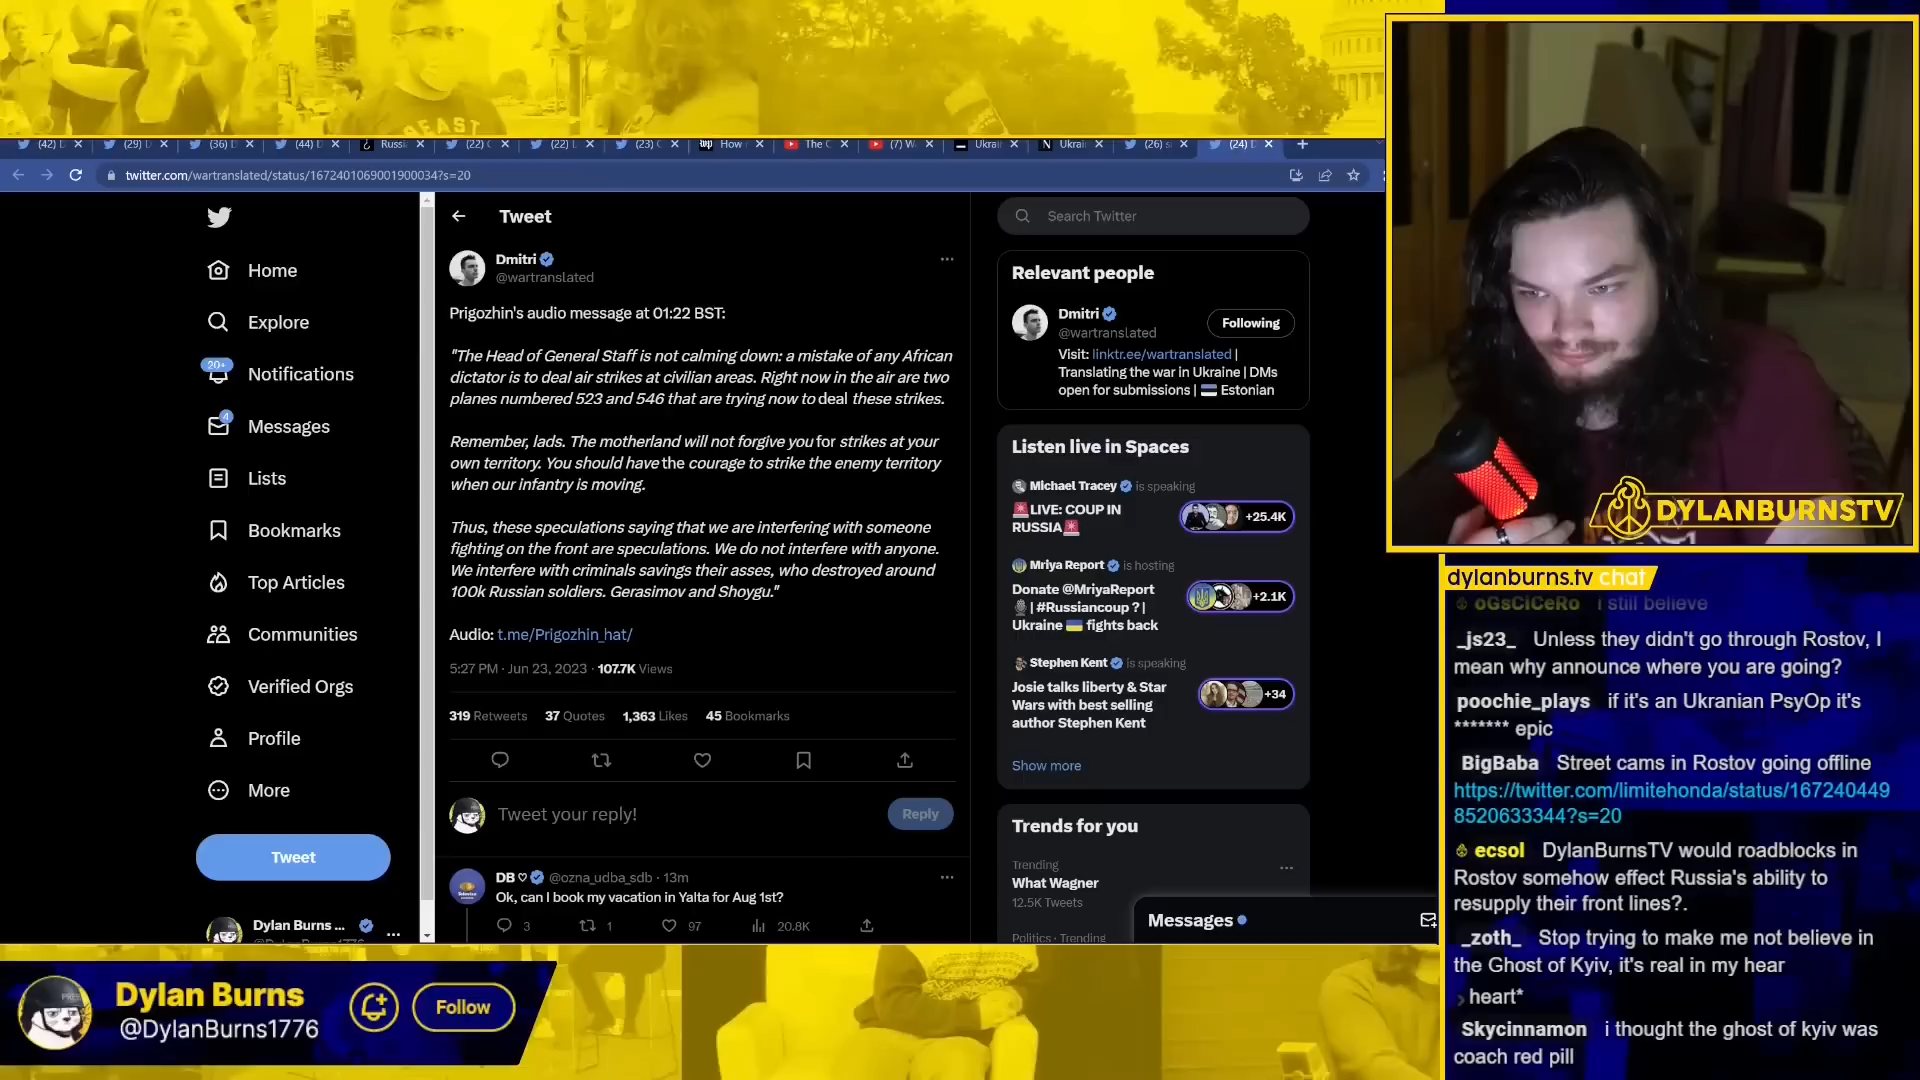 BEAST
(42) D
(29) D
(36) D
(44) D
Russi
(22) C
(22) D
(23) C
How
The C
(7) W
Ukrai
Ukrai
(26) s
(24) D
twitter.com/wartranslated/status/1672401069001900034?s=20
Home
Explore
20+
Notifications
4
Messages
Lists
Bookmarks
Top Articles
Communities
Verified Orgs
Profile
More
Tweet
Dylan Burns ...
Tweet
Dmitri
@wartranslated
Prigozhin's audio message at 01:22 BST:
"The Head of General Staff is not calming down: a mistake of any African
dictator is to deal air strikes at civilian areas. Right now in the air are two
planes numbered 523 and 546 that are trying now to deal these strikes.
Remember, lads. The motherland will not forgive you for strikes at your
own territory. You should have the courage to strike the enemy territory
when our infantry is moving.
Thus, these speculations saying that we are interfering with someone
fighting on the front are speculations. We do not interfere with anyone.
We interfere with criminals savings their asses, who destroyed around
100k Russian soldiers. Gerasimov and Shoygu."
Audio: t.me/Prigozhin_hat/
5:27 PM · Jun 23, 2023 · 107.7K Views
319 Retweets 37 Quotes 1,363 Likes 45 Bookmarks
Tweet your reply!
Reply
DB ♡ @ozna_udba_sdb · 13m
Ok, can I book my vacation in Yalta for Aug 1st?
3 1 97 20.8K
Search Twitter
Relevant people
Dmitri
@wartranslated
Following
Visit: linktr.ee/wartranslated |
Translating the war in Ukraine | DMs
open for submissions | 🇪🇪 Estonian
Listen live in Spaces
Michael Tracey is speaking
🚨LIVE: COUP IN
RUSSIA🚨
+25.4K
Mriya Report is hosting
Donate @MriyaReport
🎙️| #Russiancoup ? |
Ukraine 🇺🇦 fights back
+2.1K
Stephen Kent is speaking
Josie talks liberty & Star
Wars with best selling
author Stephen Kent
+34
Show more
Trends for you
Trending
What Wagner
12.5K Tweets
Politics · Trending
Messages
DYLANBURNSTV
dylanburns.tv chat
oGsCiCeRo i still believe
_js23_ Unless they didn't go through Rostov, I
mean why announce where you are going?
poochie_plays if it's an Ukranian PsyOp it's
******* epic
BigBaba Street cams in Rostov going offline
https://twitter.com/limitehonda/status/167240449
8520633344?s=20
ecsol DylanBurnsTV would roadblocks in
Rostov somehow effect Russia's ability to
resupply their front lines?.
_zoth_ Stop trying to make me not believe in
the Ghost of Kyiv, it's real in my hear
heart*
Skycinnamon i thought the ghost of kyiv was
coach red pill
Dylan Burns
@DylanBurns1776
Follow